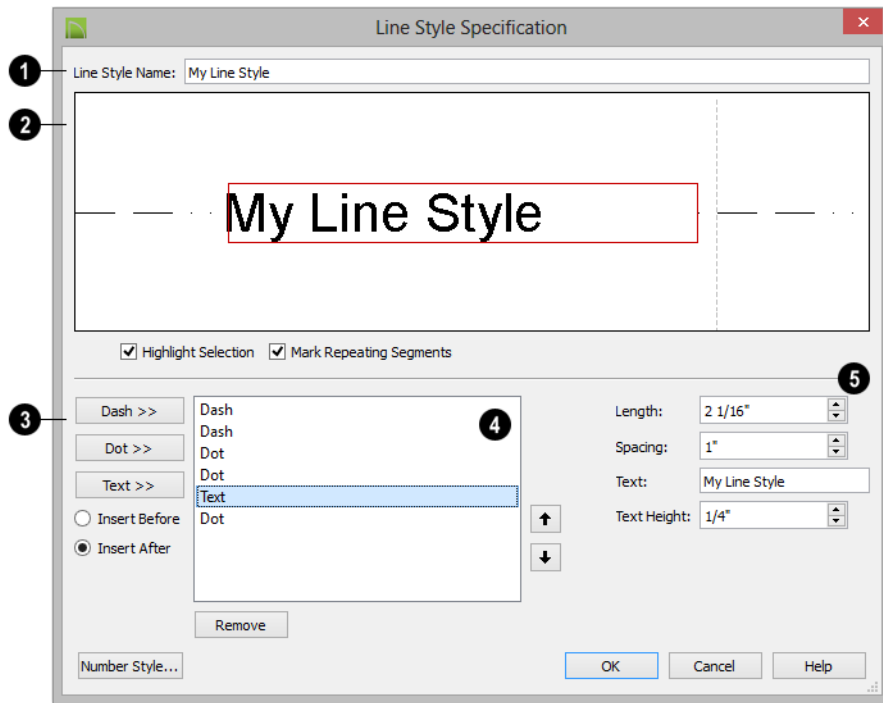 Line Style Specification
1
Line Style Name: My Line Style
2
My Line Style
Highlight Selection Mark Repeating Segments
3
Dash >>
Dot >>
Text >>
Insert Before
Insert After
4
Dash
Dash
Dot
Dot
Text
Dot
Remove
5
Length: 2 1/16"
Spacing: 1"
Text: My Line Style
Text Height: 1/4"
Number Style... OK Cancel Help